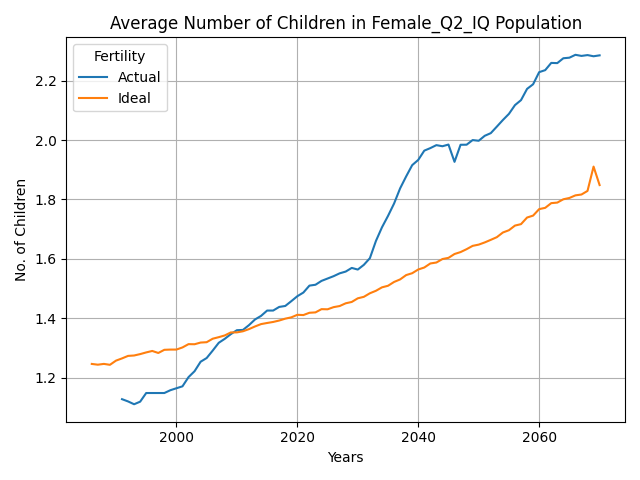 Average Number of Children in Female_Q2_IQ Population
Fertility
Actual
Ideal
No. of Children
2.2
2.0
1.8
1.6
1.4
1.2
2000
2020
2040
2060
Years